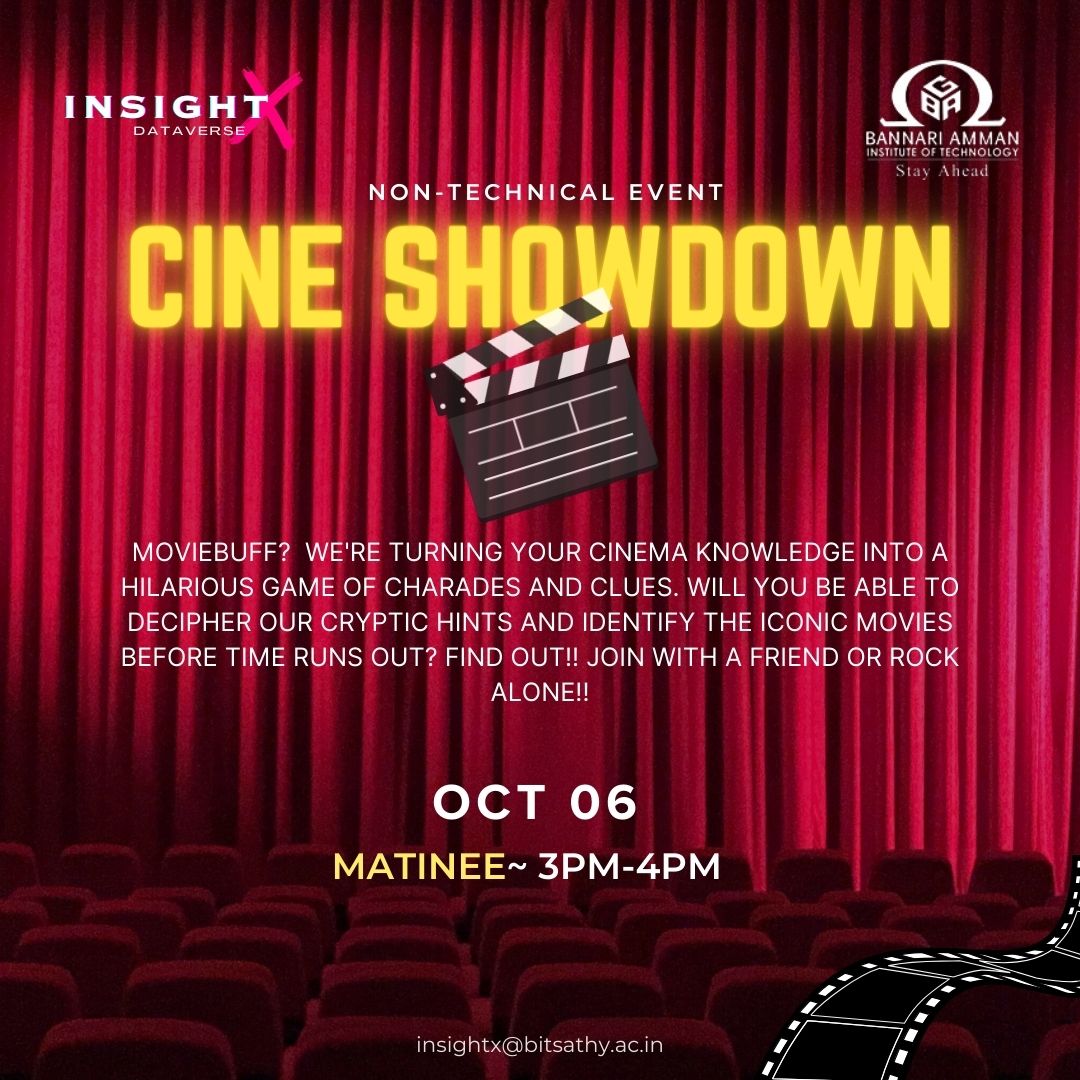 INSIGHT X
DATAVERSE
GBA
BANNARI AMMAN
INSTITUTE OF TECHNOLOGY
Stay Ahead
NON-TECHNICAL EVENT
CINE SHOWDOWN
MOVIEBUFF?  WE'RE TURNING YOUR CINEMA KNOWLEDGE INTO A
HILARIOUS GAME OF CHARADES AND CLUES. WILL YOU BE ABLE TO
DECIPHER OUR CRYPTIC HINTS AND IDENTIFY THE ICONIC MOVIES
BEFORE TIME RUNS OUT? FIND OUT!! JOIN WITH A FRIEND OR ROCK
ALONE!!
OCT 06
MATINEE~ 3PM-4PM
insightx@bitsathy.ac.in